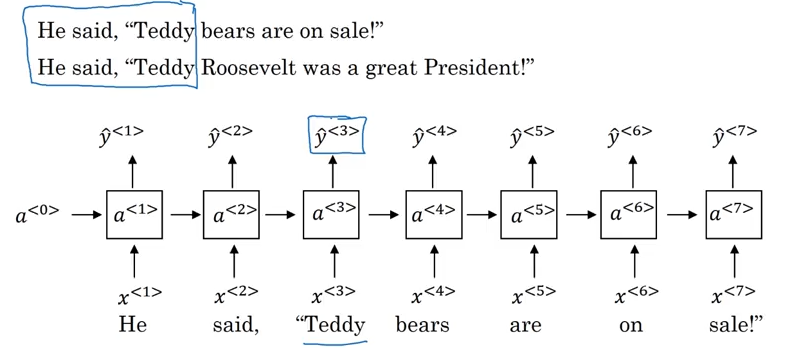 He said, “Teddy bears are on sale!”
He said, “Teddy Roosevelt was a great President!”
ŷ<1> ŷ<2> ŷ<3> ŷ<4> ŷ<5> ŷ<6> ŷ<7>
a<0> a<1> a<2> a<3> a<4> a<5> a<6> a<7>
x<1> x<2> x<3> x<4> x<5> x<6> x<7>
He said, “Teddy bears are on sale!”